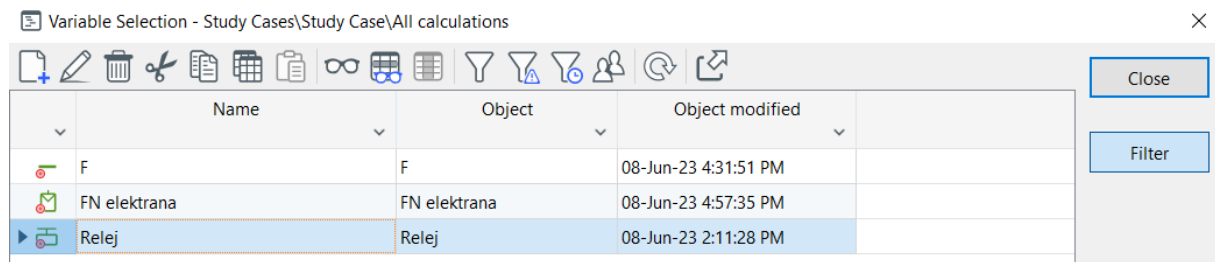 Variable Selection - Study Cases\Study Case\All calculations
Close
Name Object Object modified
Filter
F F 08-Jun-23 4:31:51 PM
FN elektrana FN elektrana 08-Jun-23 4:57:35 PM
Relej Relej 08-Jun-23 2:11:28 PM